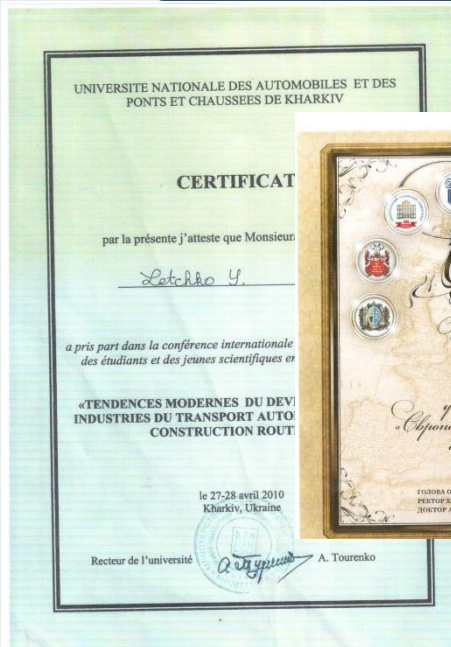 UNIVERSITE NATIONALE DES AUTOMOBILES ET DES
PONTS ET CHAUSSEES DE KHARKIV
CERTIFICAT
par la présente j'atteste que Monsieur
Letchko Y.
a pris part dans la conférence internationale
des étudiants et des jeunes scientifiques en
«TENDENCES MODERNES DU DEVE
INDUSTRIES DU TRANSPORT AUTO
CONSTRUCTION ROUT
le 27-28 avril 2010
Kharkiv, Ukraine
Recteur de l'université
A. Tourenko
«Європ
ГОЛОВА О
РЕКТОР Х
ДОКТОР А